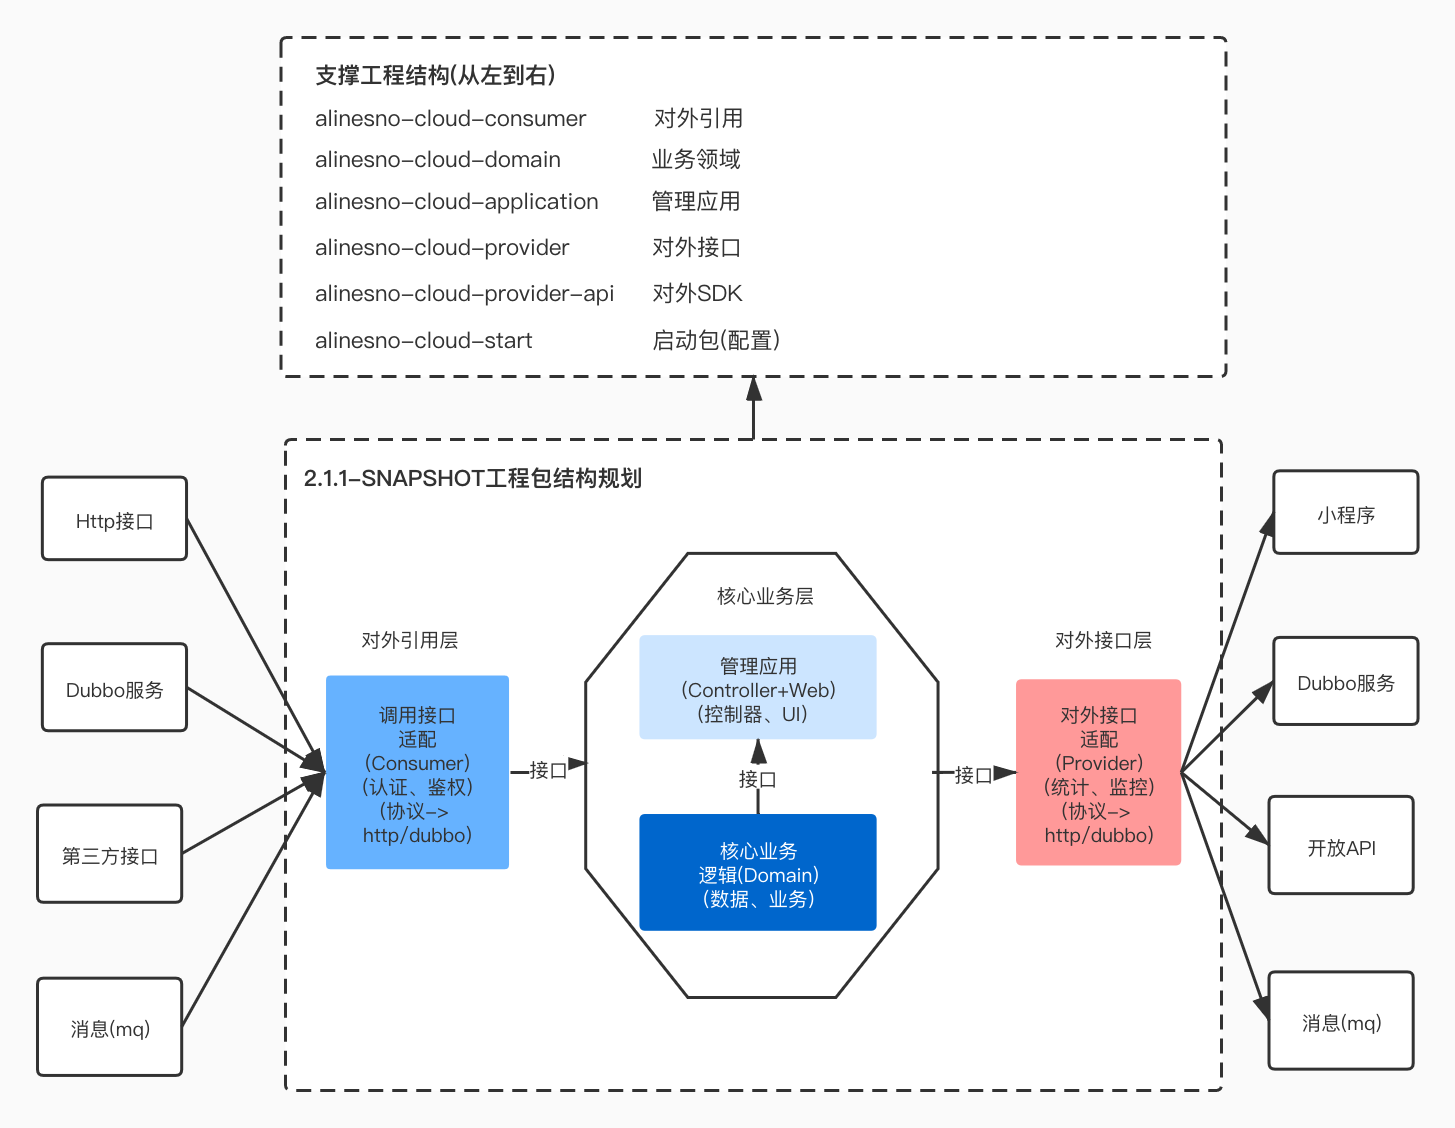 支撑工程结构(从左到右)
alinesno-cloud-consumer 对外引用
alinesno-cloud-domain 业务领域
alinesno-cloud-application 管理应用
alinesno-cloud-provider 对外接口
alinesno-cloud-provider-api 对外SDK
alinesno-cloud-start 启动包(配置)
2.1.1-SNAPSHOT工程包结构规划
Http接口
Dubbo服务
第三方接口
消息(mq)
对外引用层
调用接口
适配
(Consumer)
(认证、鉴权)
(协议->
http/dubbo)
接口
核心业务层
管理应用
(Controller+Web)
(控制器、UI)
接口
核心业务
逻辑(Domain)
(数据、业务)
接口
对外接口层
对外接口
适配
(Provider)
(统计、监控)
(协议->
http/dubbo)
小程序
Dubbo服务
开放API
消息(mq)